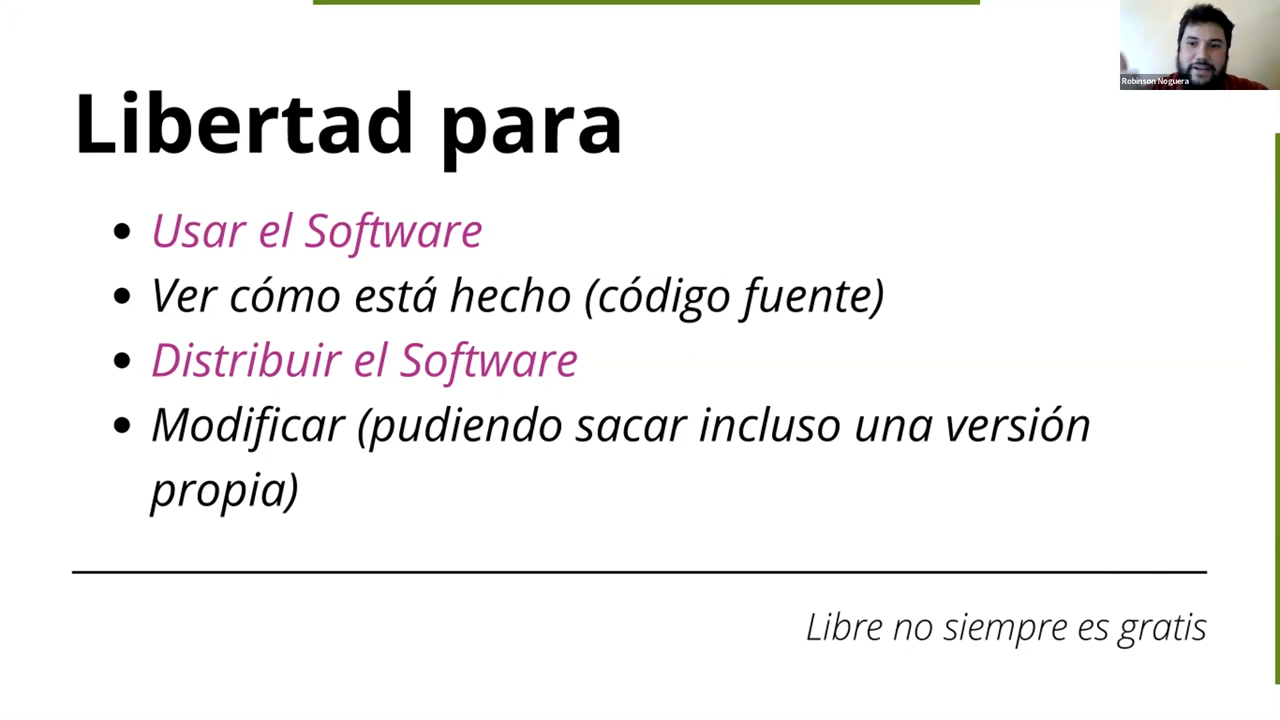 Robinson Noguera
Libertad para
Usar el Software
Ver cómo está hecho (código fuente)
Distribuir el Software
Modificar (pudiendo sacar incluso una versión
propia)
Libre no siempre es gratis